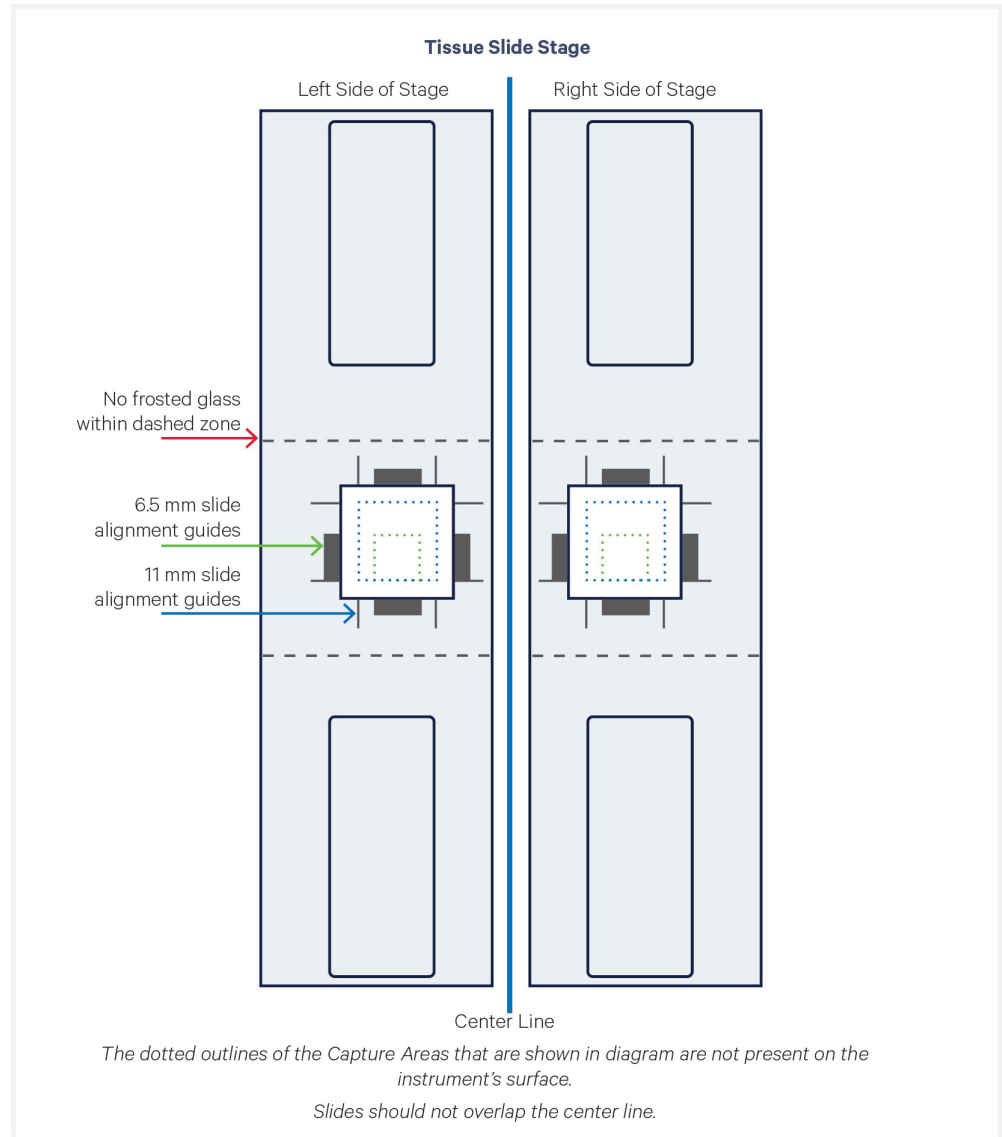 Tissue Slide Stage
Left Side of Stage
Right Side of Stage
No frosted glass
within dashed zone
6.5 mm slide
alignment guides
11 mm slide
alignment guides
Center Line
The dotted outlines of the Capture Areas that are shown in diagram are not present on the
instrument's surface.
Slides should not overlap the center line.